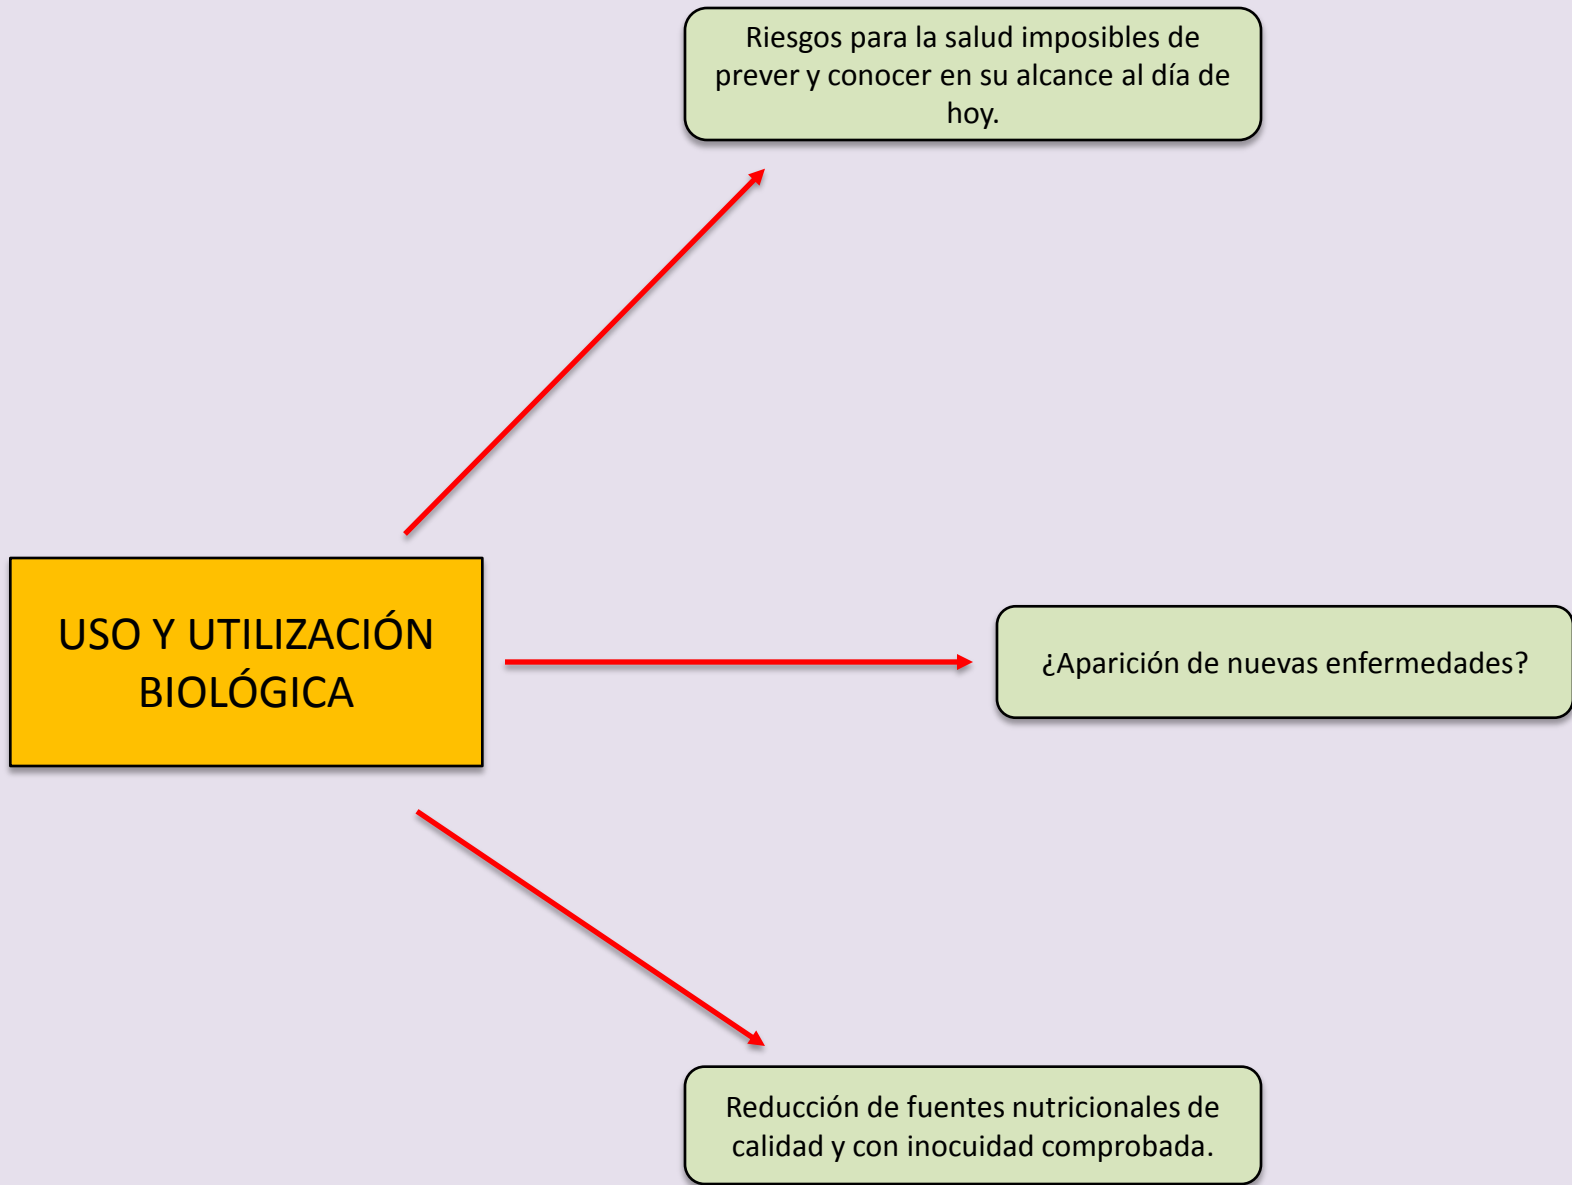 Riesgos para la salud imposibles de
prever y conocer en su alcance al día de
hoy.
USO Y UTILIZACIÓN
BIOLÓGICA
¿Aparición de nuevas enfermedades?
Reducción de fuentes nutricionales de
calidad y con inocuidad comprobada.